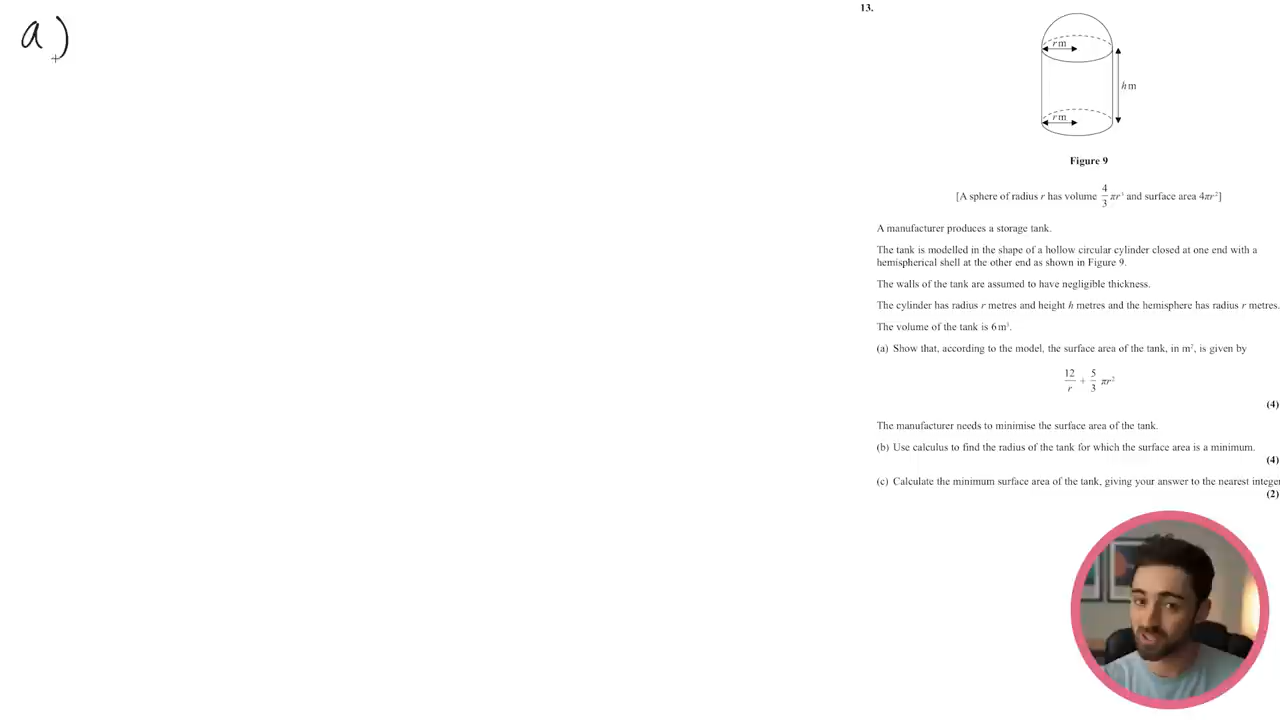 a)
13.
r m
h m
r m
Figure 9
[A sphere of radius r has volume 4/3 πr³ and surface area 4πr²]
A manufacturer produces a storage tank.
The tank is modelled in the shape of a hollow circular cylinder closed at one end with a
hemispherical shell at the other end as shown in Figure 9.
The walls of the tank are assumed to have negligible thickness.
The cylinder has radius r metres and height h metres and the hemisphere has radius r metres.
The volume of the tank is 6 m³.
(a) Show that, according to the model, the surface area of the tank, in m², is given by
12/r + 5/3 πr²
(4)
The manufacturer needs to minimise the surface area of the tank.
(b) Use calculus to find the radius of the tank for which the surface area is a minimum.
(4)
(c) Calculate the minimum surface area of the tank, giving your answer to the nearest intege
(2)